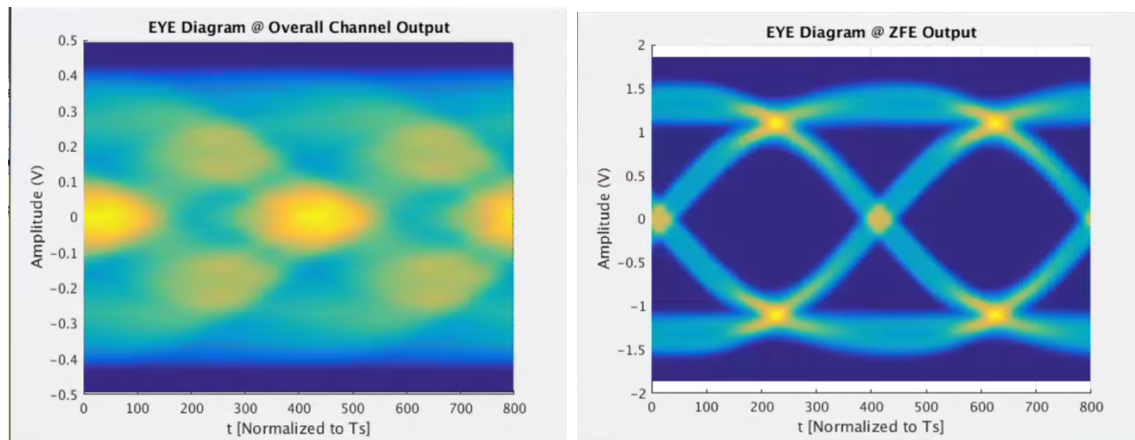 EYE Diagram @ Overall Channel Output
0.5
0.4
0.3
0.2
0.1
0
−0.1
−0.2
−0.3
−0.4
−0.5
Amplitude (V)
0 100 200 300 400 500 600 700 800
t [Normalized to Ts]
EYE Diagram @ ZFE Output
2
1.5
1
0.5
0
−0.5
−1
−1.5
−2
Amplitude (V)
0 100 200 300 400 500 600 700 800
t [Normalized to Ts]